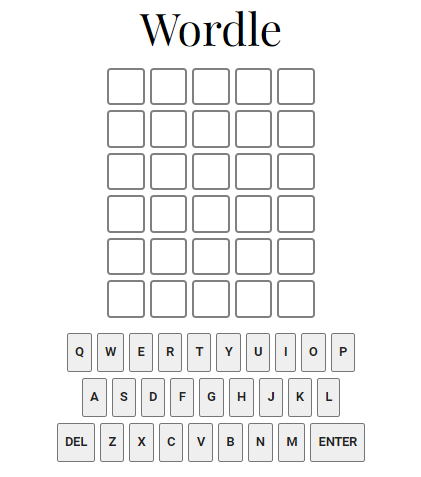 Wordle
Q W E R T Y U I O P
A S D F G H J K L
DEL Z X C V B N M ENTER